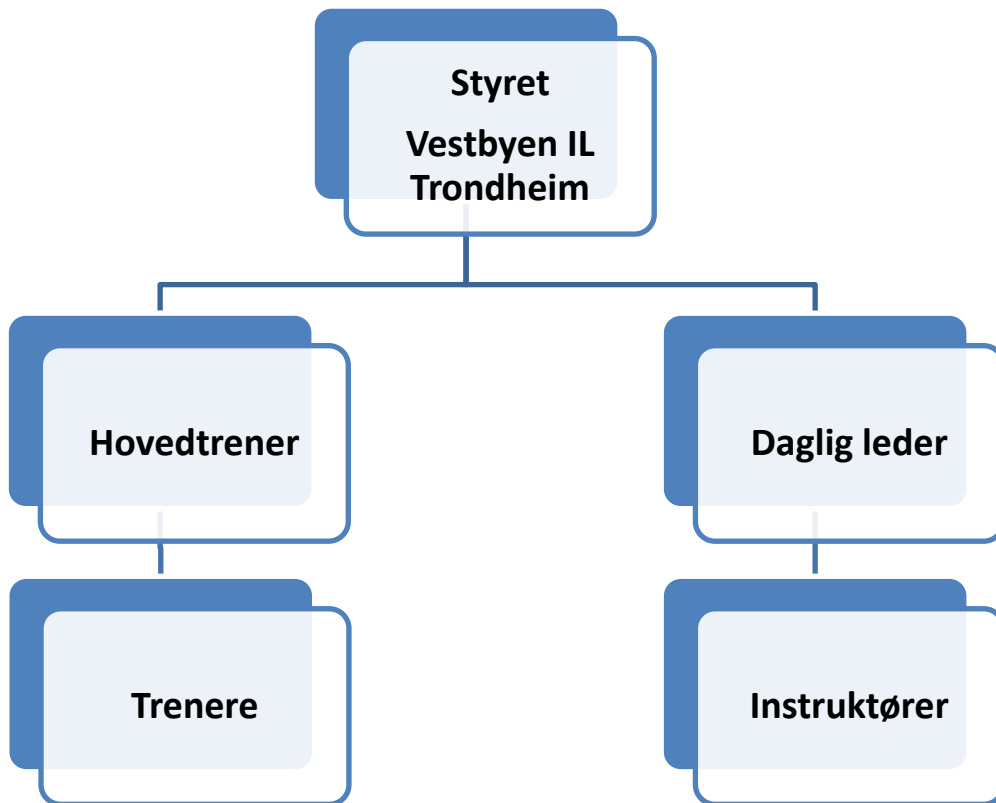 Styret
Vestbyen IL
Trondheim
Hovedtrener
Daglig leder
Trenere
Instruktører